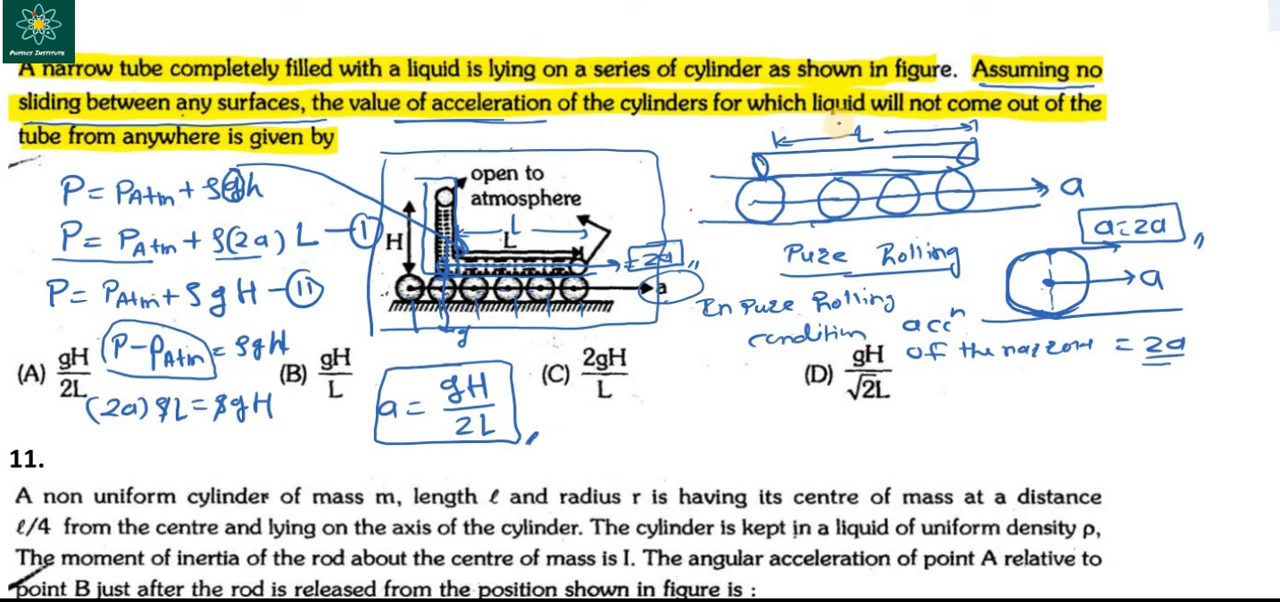 PHYSICS INSTITUTE
A narrow tube completely filled with a liquid is lying on a series of cylinder as shown in figure. Assuming no
sliding between any surfaces, the value of acceleration of the cylinders for which liquid will not come out of the
tube from anywhere is given by
P = PAtm + ρgh
P = PAtm + ρ(2a) L - (I)
P = PAtm + ρgH - (II)
P - PAtm = ρgH
(2a) ρL = ρgH
open to
atmosphere
H
L
L
= 2a
a
g
a = gH / 2L
L
a
a = 2a
a
Pure Rolling
In Pure Rolling
condition accn
of the narrow = 2a
(A) gH / 2L
(B) gH / L
(C) 2gH / L
(D) gH / √2L
11.
A non uniform cylinder of mass m, length ℓ and radius r is having its centre of mass at a distance
ℓ/4 from the centre and lying on the axis of the cylinder. The cylinder is kept in a liquid of uniform density ρ,
The moment of inertia of the rod about the centre of mass is I. The angular acceleration of point A relative to
point B just after the rod is released from the position shown in figure is :